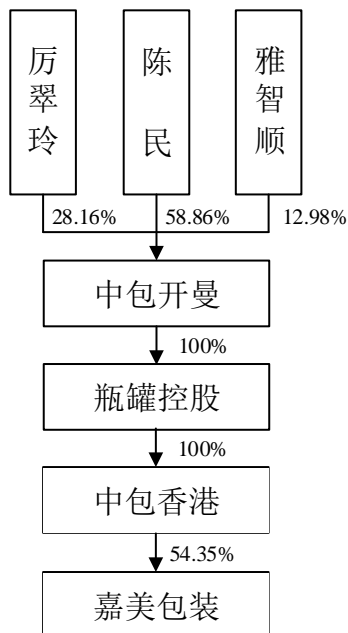 厉翠玲
陈民
雅智顺
28.16%
58.86%
12.98%
中包开曼
100%
瓶罐控股
100%
中包香港
54.35%
嘉美包装